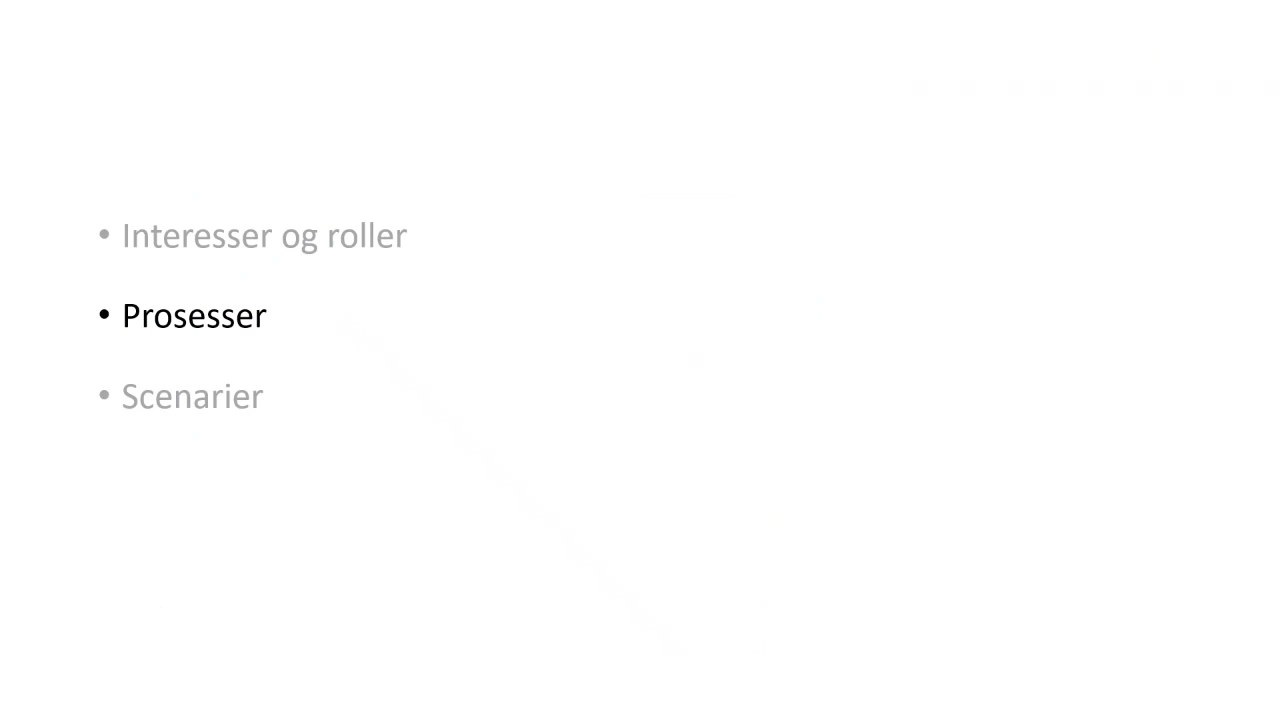 • Interesser og roller
• Prosesser
• Scenarier